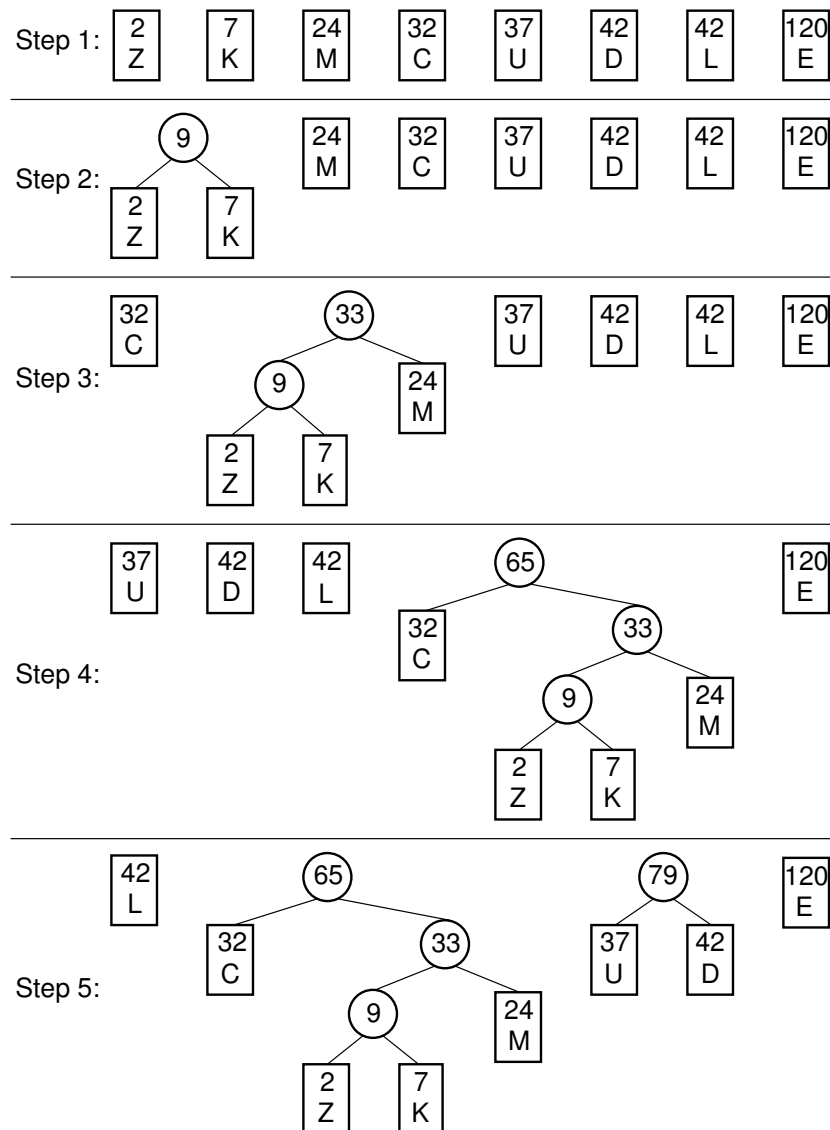 Step 1: 2 7 24 32 37 42 42 120
Z K M C U D L E
9 24 32 37 42 42 120
M C U D L E
Step 2:
2 7
Z K
32 33 37 42 42 120
C U D L E
Step 3: 9 24
M
2 7
Z K
37 42 42 65 120
U D L E
32 33
C
Step 4: 9 24
M
2 7
Z K
42 65 79 120
L E
32 33 37 42
C U D
Step 5: 9 24
M
2 7
Z K